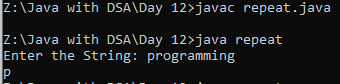 Z:\Java with DSA\Day 12>javac repeat.java
Z:\Java with DSA\Day 12>java repeat
Enter the String: programming
p